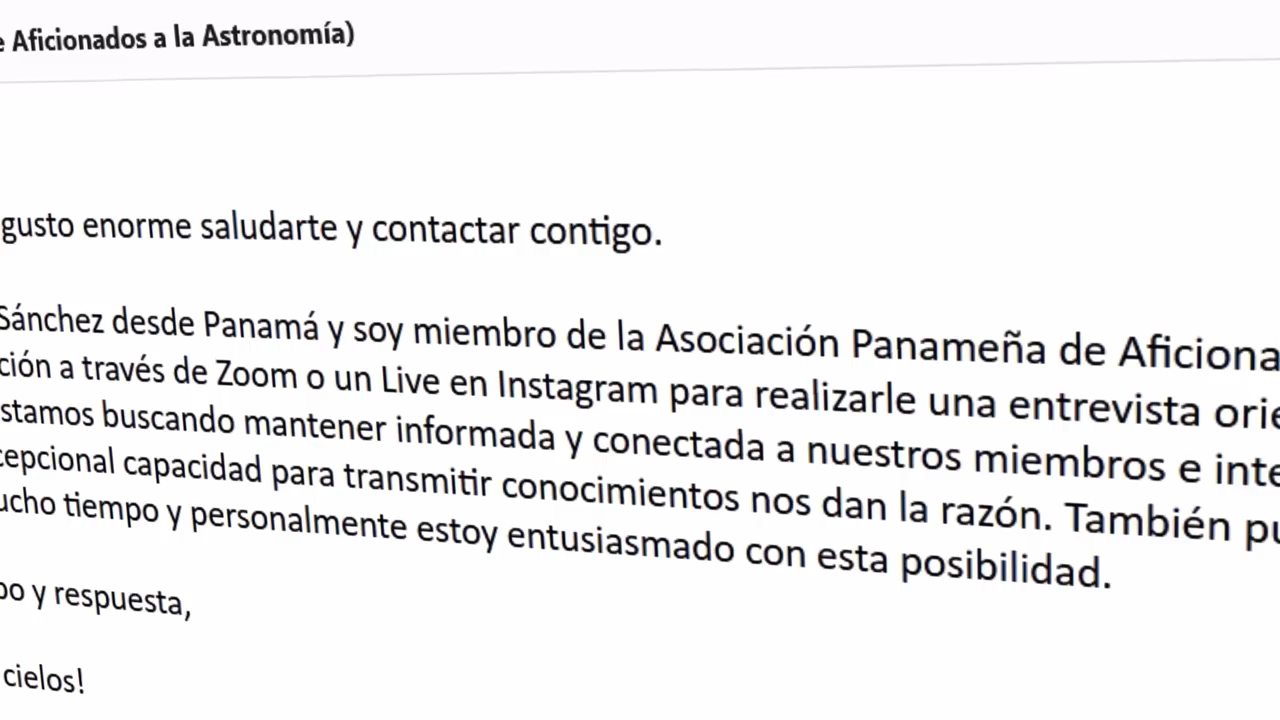 Aficionados a la Astronomía)
gusto enorme saludarte y contactar contigo.
Sánchez desde Panamá y soy miembro de la Asociación Panameña de Aficiona
ción a través de Zoom o un Live en Instagram para realizarle una entrevista orie
stamos buscando mantener informada y conectada a nuestros miembros e inte
cepcional capacidad para transmitir conocimientos nos dan la razón. También pu
ucho tiempo y personalmente estoy entusiasmado con esta posibilidad.
po y respuesta,
cielos!